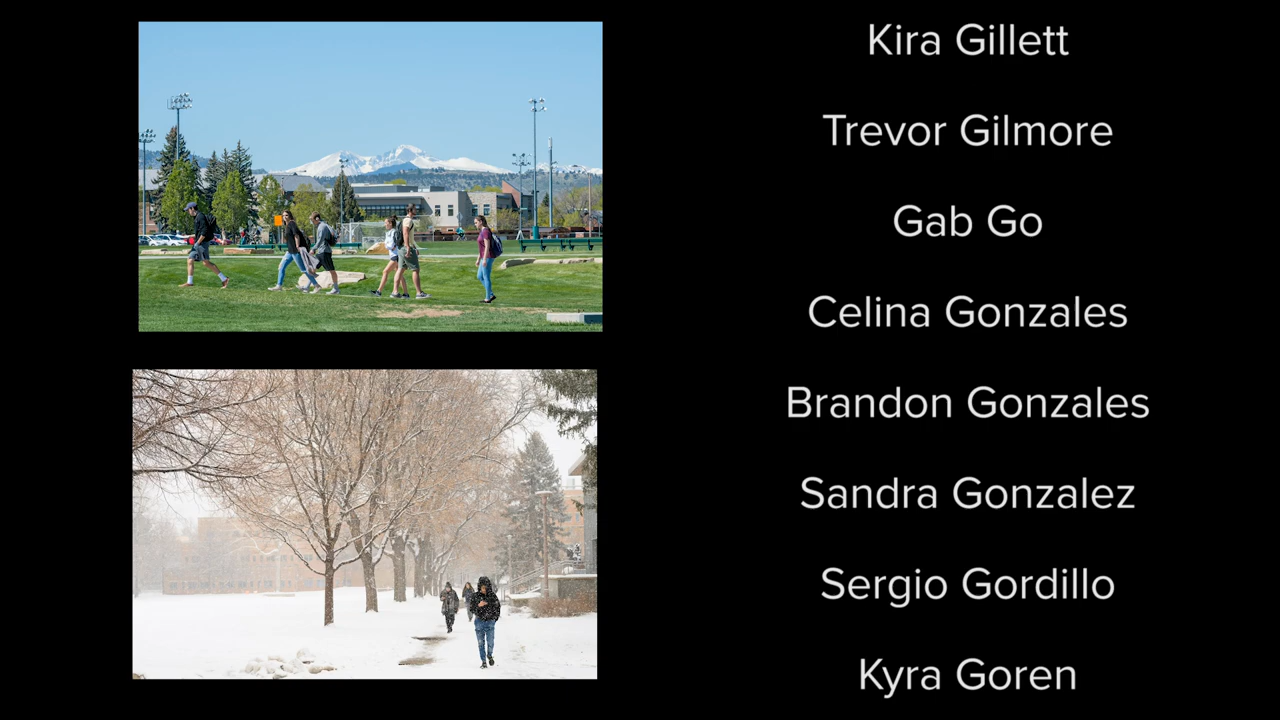 Kira Gillett
Trevor Gilmore
Gab Go
Celina Gonzales
Brandon Gonzales
Sandra Gonzalez
Sergio Gordillo
Kyra Goren